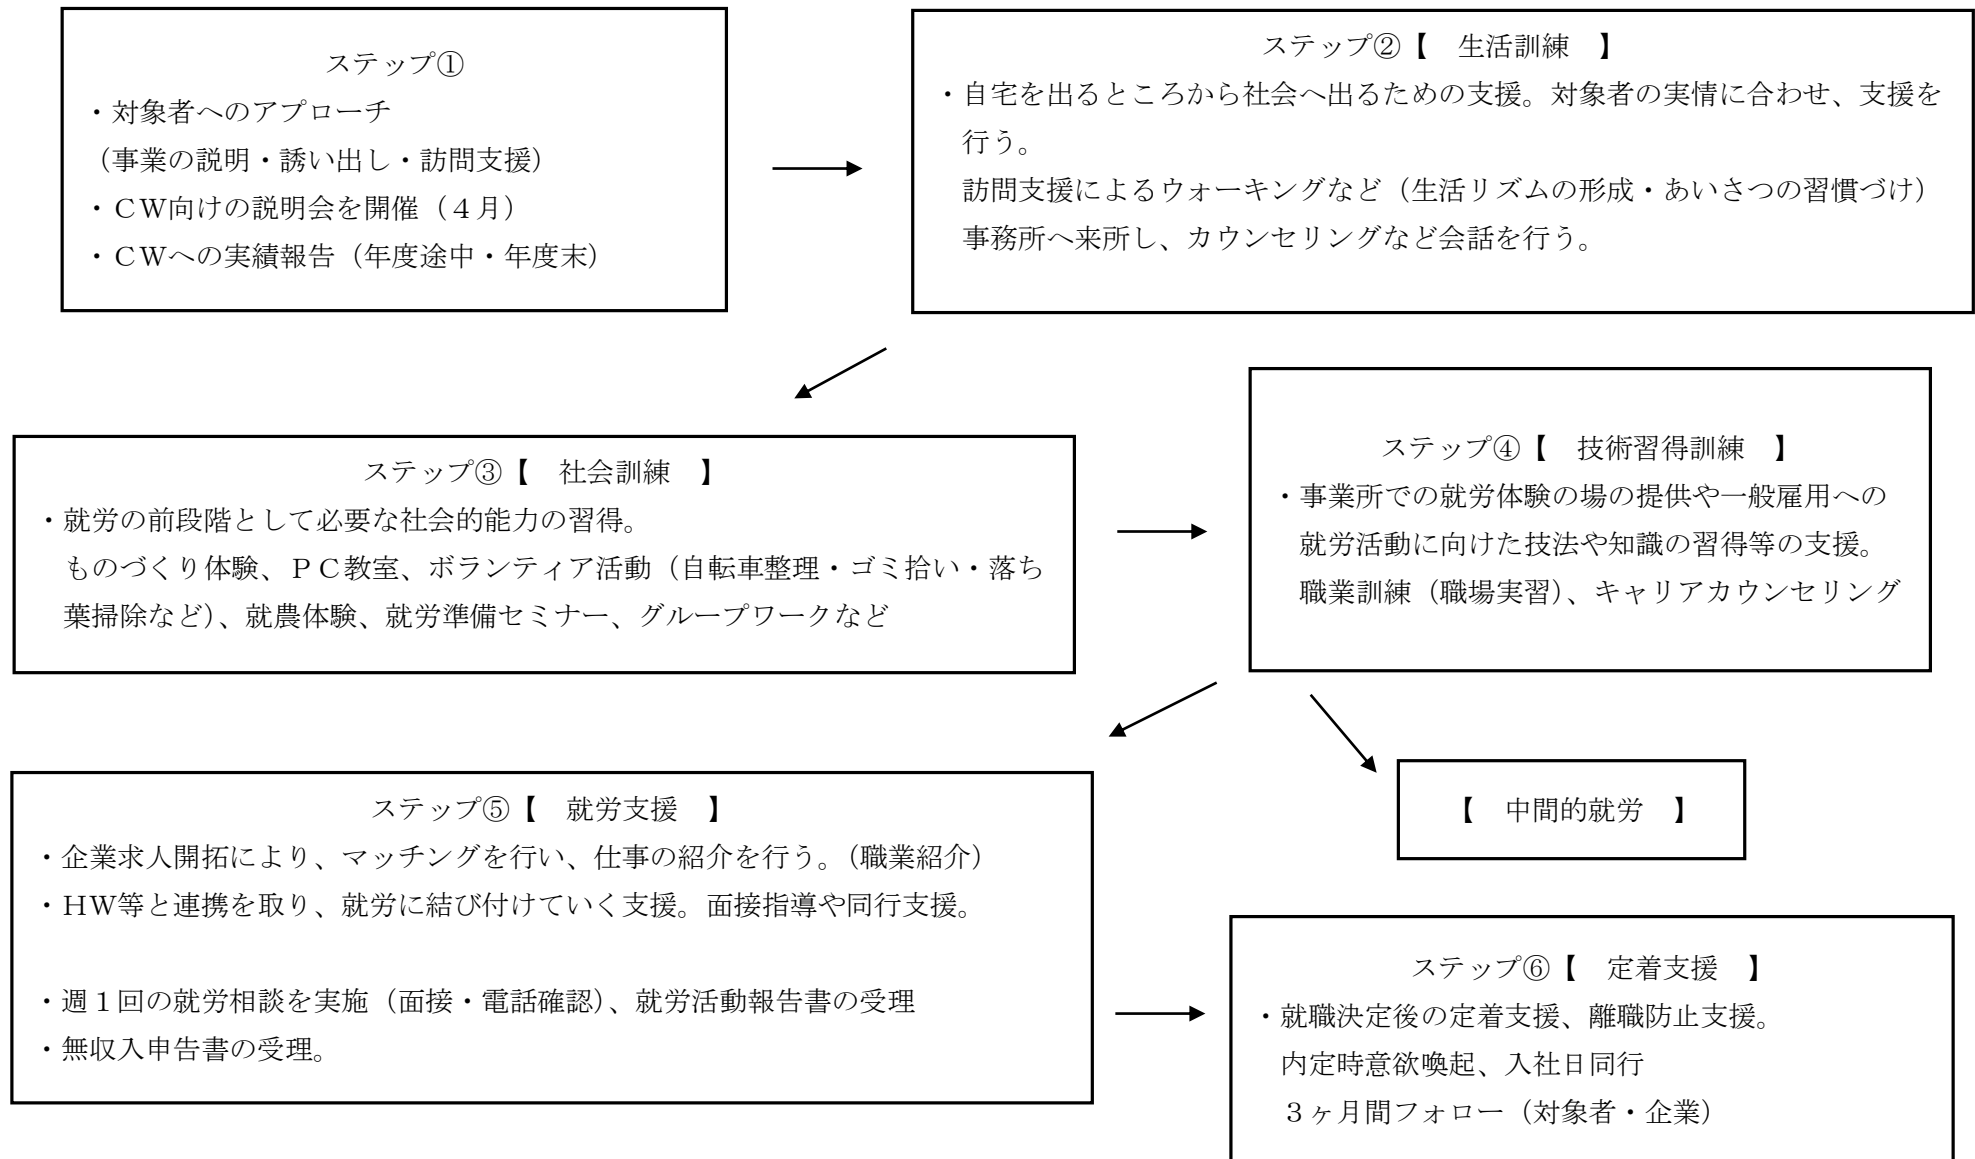 ステップ①
・対象者へのアプローチ
（事業の説明・誘い出し・訪問支援）
・ＣＷ向けの説明会を開催（４月）
・ＣＷへの実績報告（年度途中・年度末）
ステップ②【　生活訓練　】
・自宅を出るところから社会へ出るための支援。対象者の実情に合わせ、支援を
行う。
訪問支援によるウォーキングなど（生活リズムの形成・あいさつの習慣づけ）
事務所へ来所し、カウンセリングなど会話を行う。
ステップ③【　社会訓練　】
・就労の前段階として必要な社会的能力の習得。
ものづくり体験、ＰＣ教室、ボランティア活動（自転車整理・ゴミ拾い・落ち
葉掃除など）、就農体験、就労準備セミナー、グループワークなど
ステップ④【　技術習得訓練　】
・事業所での就労体験の場の提供や一般雇用への
就労活動に向けた技法や知識の習得等の支援。
職業訓練（職場実習）、キャリアカウンセリング
ステップ⑤【　就労支援　】
・企業求人開拓により、マッチングを行い、仕事の紹介を行う。（職業紹介）
・ＨＷ等と連携を取り、就労に結び付けていく支援。面接指導や同行支援。
・週１回の就労相談を実施（面接・電話確認）、就労活動報告書の受理
・無収入申告書の受理。
【　中間的就労　】
ステップ⑥【　定着支援　】
・就職決定後の定着支援、離職防止支援。
内定時意欲喚起、入社日同行
３ヶ月間フォロー（対象者・企業）